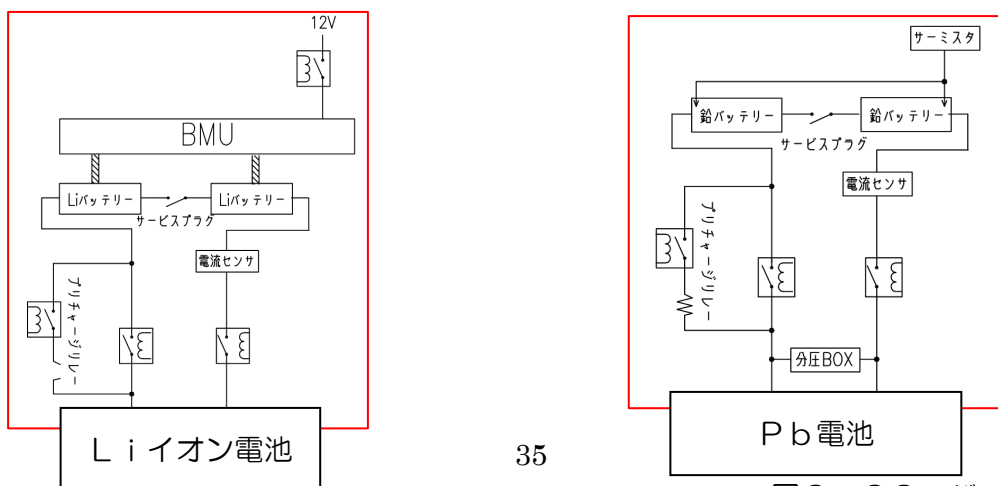 12V
BMU
Liバッテリー
Liバッテリー
サービスプラグ
電流センサ
プリチャージリレー
Liイオン電池
35
サーミスタ
鉛バッテリー
鉛バッテリー
サービスプラグ
電流センサ
プリチャージリレー
分圧BOX
Pb電池